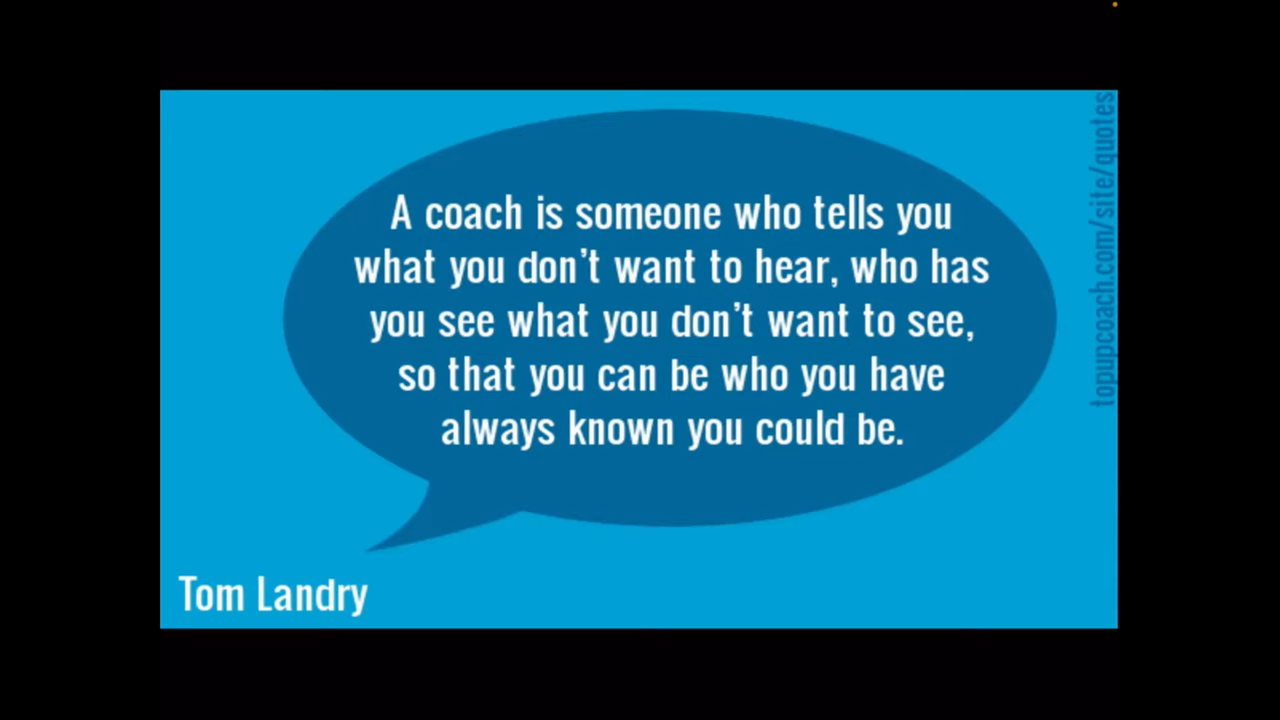 A coach is someone who tells you
what you don't want to hear, who has
you see what you don't want to see,
so that you can be who you have
always known you could be.
Tom Landry
topupcoach.com/site/quotes